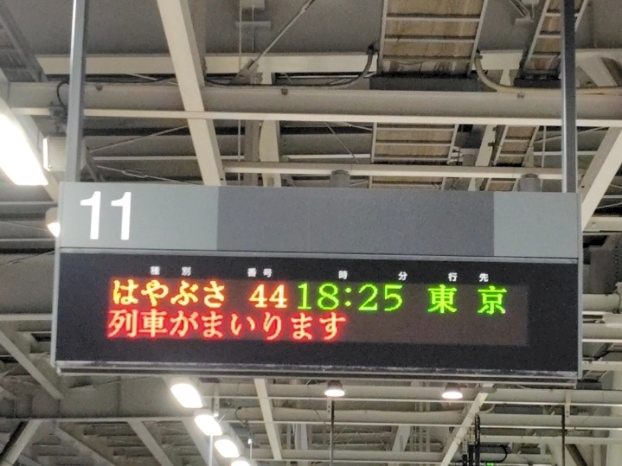 11
種別 番号 時 分 行先
はやぶさ 44 18:25 東京
列車がまいります